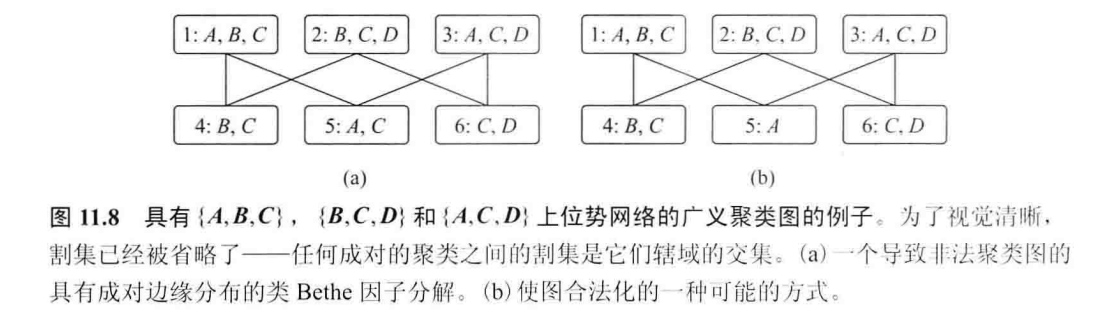 1: A, B, C 2: B, C, D 3: A, C, D 1: A, B, C 2: B, C, D 3: A, C, D
4: B, C 5: A, C 6: C, D 4: B, C 5: A 6: C, D
(a) (b)
图 11.8 具有{A,B,C}，{B,C,D}和{A,C,D}上位势网络的广义聚类图的例子。为了视觉清晰，
割集已经被省略了——任何成对的聚类之间的割集是它们辖域的交集。(a)一个导致非法聚类图的
具有成对边缘分布的类 Bethe 因子分解。(b)使图合法化的一种可能的方式。